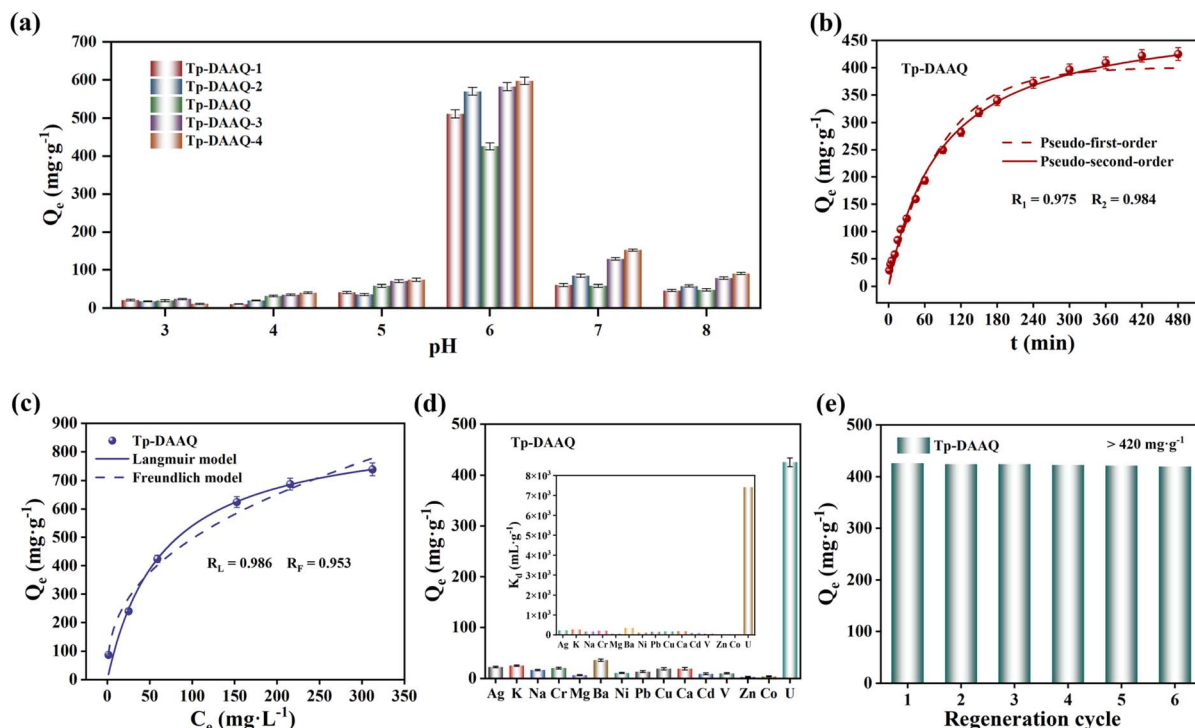 (a)
Qe (mg·g-1)
700
600
500
400
300
200
100
0
Tp-DAAQ-1
Tp-DAAQ-2
Tp-DAAQ
Tp-DAAQ-3
Tp-DAAQ-4
3 4 5 6 7 8
pH
(b)
Qe (mg·g-1)
450
400
350
300
250
200
150
100
50
0
-50
Tp-DAAQ
Pseudo-first-order
Pseudo-second-order
R1 = 0.975 R2 = 0.984
0 60 120 180 240 300 360 420 480
t (min)
(c)
Qe (mg·g-1)
900
800
700
600
500
400
300
200
100
0
Tp-DAAQ
Langmuir model
Freundlich model
RL = 0.986 RF = 0.953
0 50 100 150 200 250 300 350
Ce (mg·L-1)
(d)
Qe (mg·g-1)
500
400
300
200
100
0
Tp-DAAQ
Kd (mL·g-1)
8×10³
7×10³
6×10³
5×10³
4×10³
3×10³
2×10³
1×10³
0
Ag K Na Cr Mg Ba Ni Pb Cu Ca Cd V Zn Co U
Ag K Na Cr Mg Ba Ni Pb Cu Ca Cd V Zn Co U
(e)
Qe (mg·g-1)
500
400
300
200
100
0
Tp-DAAQ
> 420 mg·g-1
1 2 3 4 5 6
Regeneration cycle